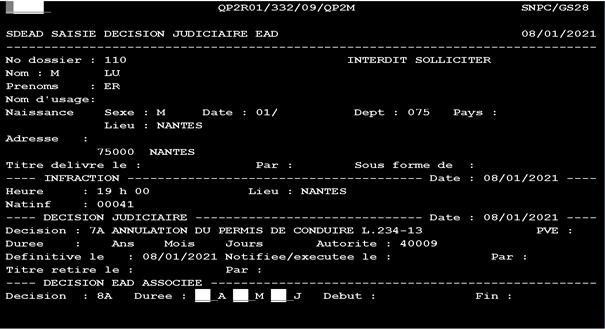 QP2R01/332/09/QP2M SNPC/GS28
SDEAD SAISIE DECISION JUDICIAIRE EAD 08/01/2021
No dossier : 110 INTERDIT SOLLICITER
Nom : M LU
Prenoms : ER
Nom d'usage:
Naissance Sexe : M Date : 01/ Dept : 075 Pays :
Lieu : NANTES
Adresse :
75000 NANTES
Titre delivre le : Par : Sous forme de :
---- INFRACTION ---- Date : 08/01/2021 ----
Heure : 19 h 00 Lieu : NANTES
Natinf : 00041
---- DECISION JUDICIAIRE ---- Date : 08/01/2021 ----
Decision : 7A ANNULATION DU PERMIS DE CONDUIRE L.234-13 PVE :
Duree : Ans Mois Jours Autorite : 40009
Definitive le : 08/01/2021 Notifiee/executee le : Par :
Titre retire le : Par :
---- DECISION EAD ASSOCIEE ----
Decision : 8A Duree : __A __M __J Debut : Fin :